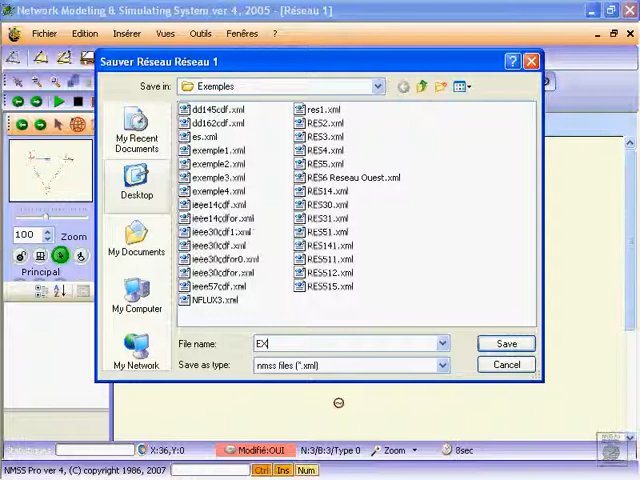 Network Modeling & Simulating System ver 4, 2005 - [Réseau 1]
Fichier Edition Insérer Vues Outils Fenêtres ?
Sauver Réseau Réseau 1
Save in: Exemples
My Recent Documents
Desktop
My Documents
My Computer
My Network
dd145cdf.xml
dd162cdf.xml
es.xml
exemple1.xml
exemple2.xml
exemple3.xml
exemple4.xml
ieee14cdf.xml
ieee14cdfor.xml
ieee30cdf1.xml
ieee30cdf.xml
ieee30cdfor0.xml
ieee30cdfor.xml
ieee57cdf.xml
NFLUX3.xml
res1.xml
RES2.xml
RES3.xml
RES4.xml
RES5.xml
RES6 Reseau Ouest.xml
RES14.xml
RES30.xml
RES31.xml
RES51.xml
RES141.xml
RES511.xml
RES512.xml
RES515.xml
File name: EX Save
Save as type: nmss files (*.xml) Cancel
100 Zoom
Principal
X:36,Y:0 Modifié:OUI N:3/B:3/Type 0 Zoom 8sec
NMSS Pro ver 4, (C) copyright 1986, 2007 Ctrl Ins Num